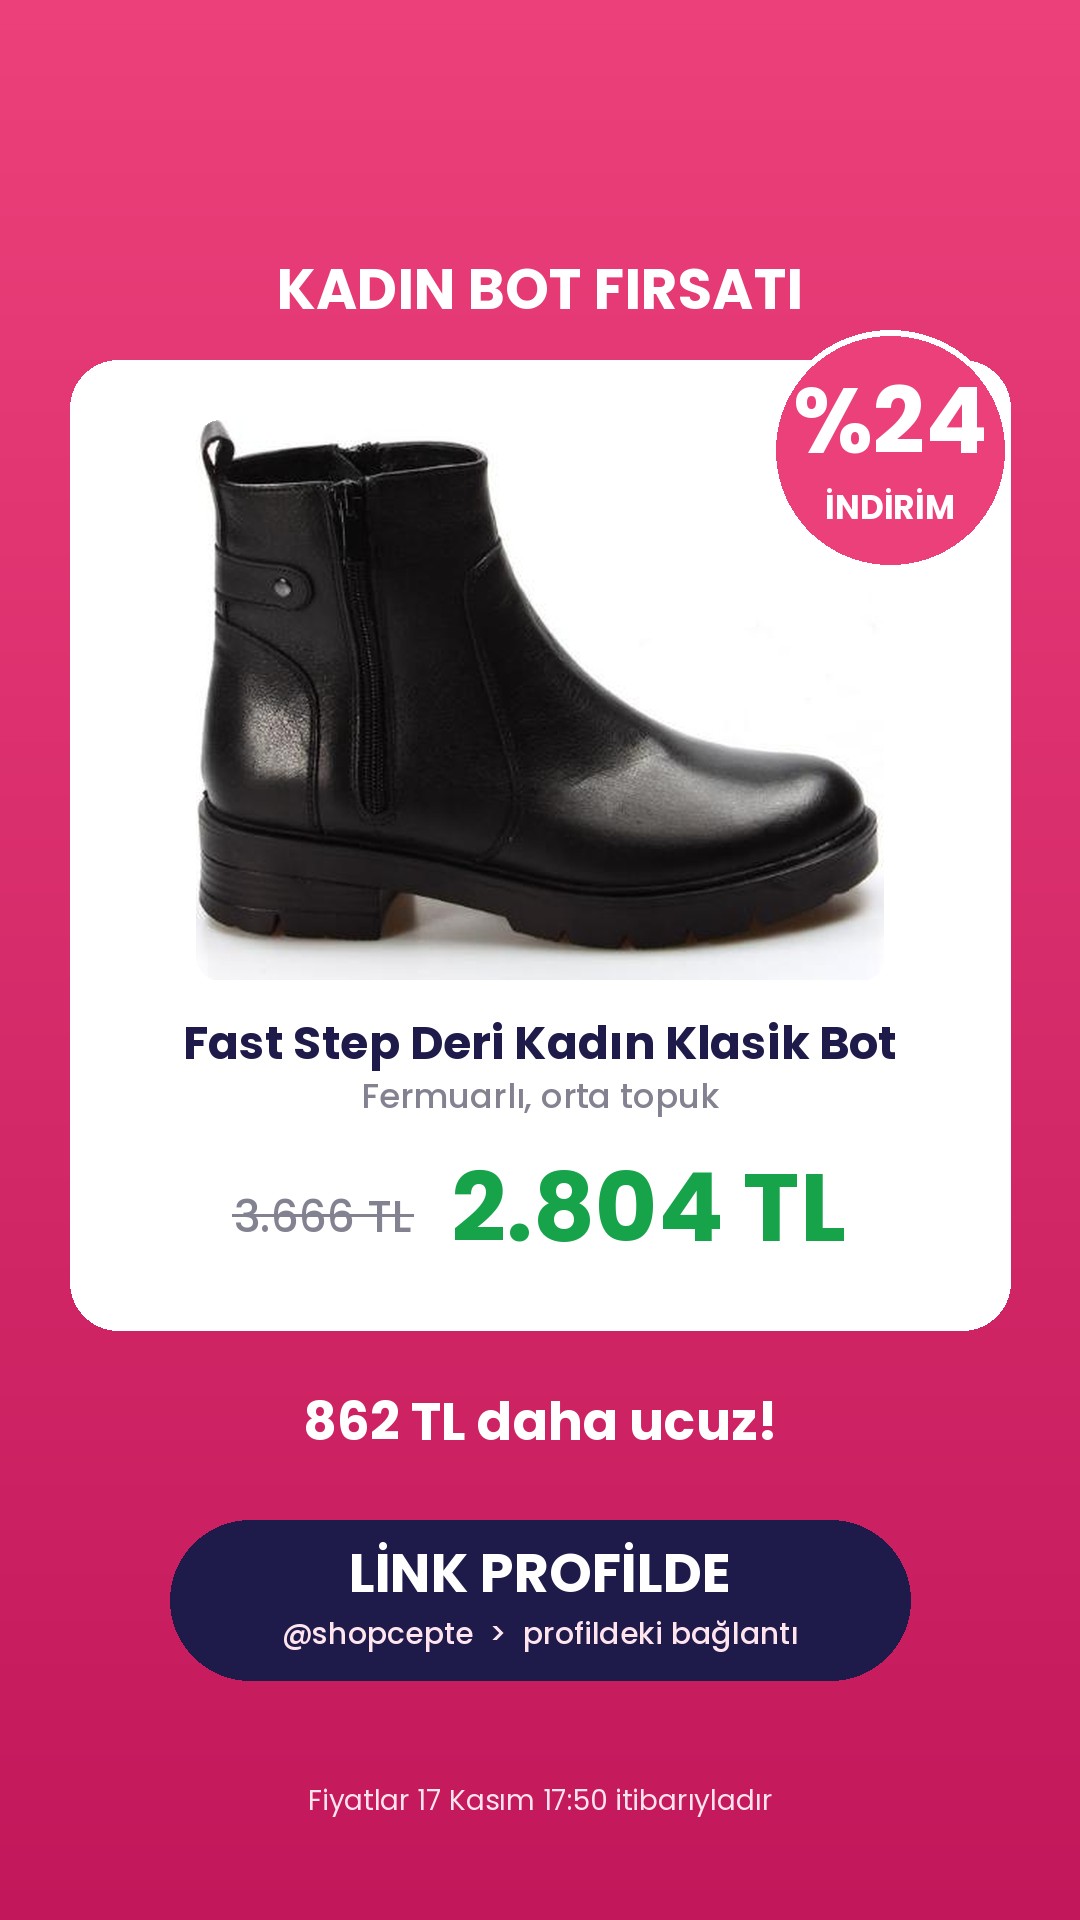 KADIN BOT FIRSATI
%24
İNDİRİM
Fast Step Deri Kadın Klasik Bot
Fermuarlı, orta topuk
3.666 TL 2.804 TL
862 TL daha ucuz!
LİNK PROFİLDE
@shopcepte > profildeki bağlantı
Fiyatlar 17 Kasım 17:50 itibarıyladır